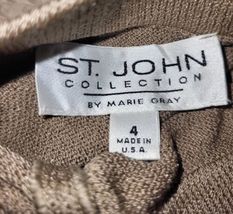 ST. JOHN
COLLECTION
BY MARIE GRAY
4
MADE IN
U.S.A.